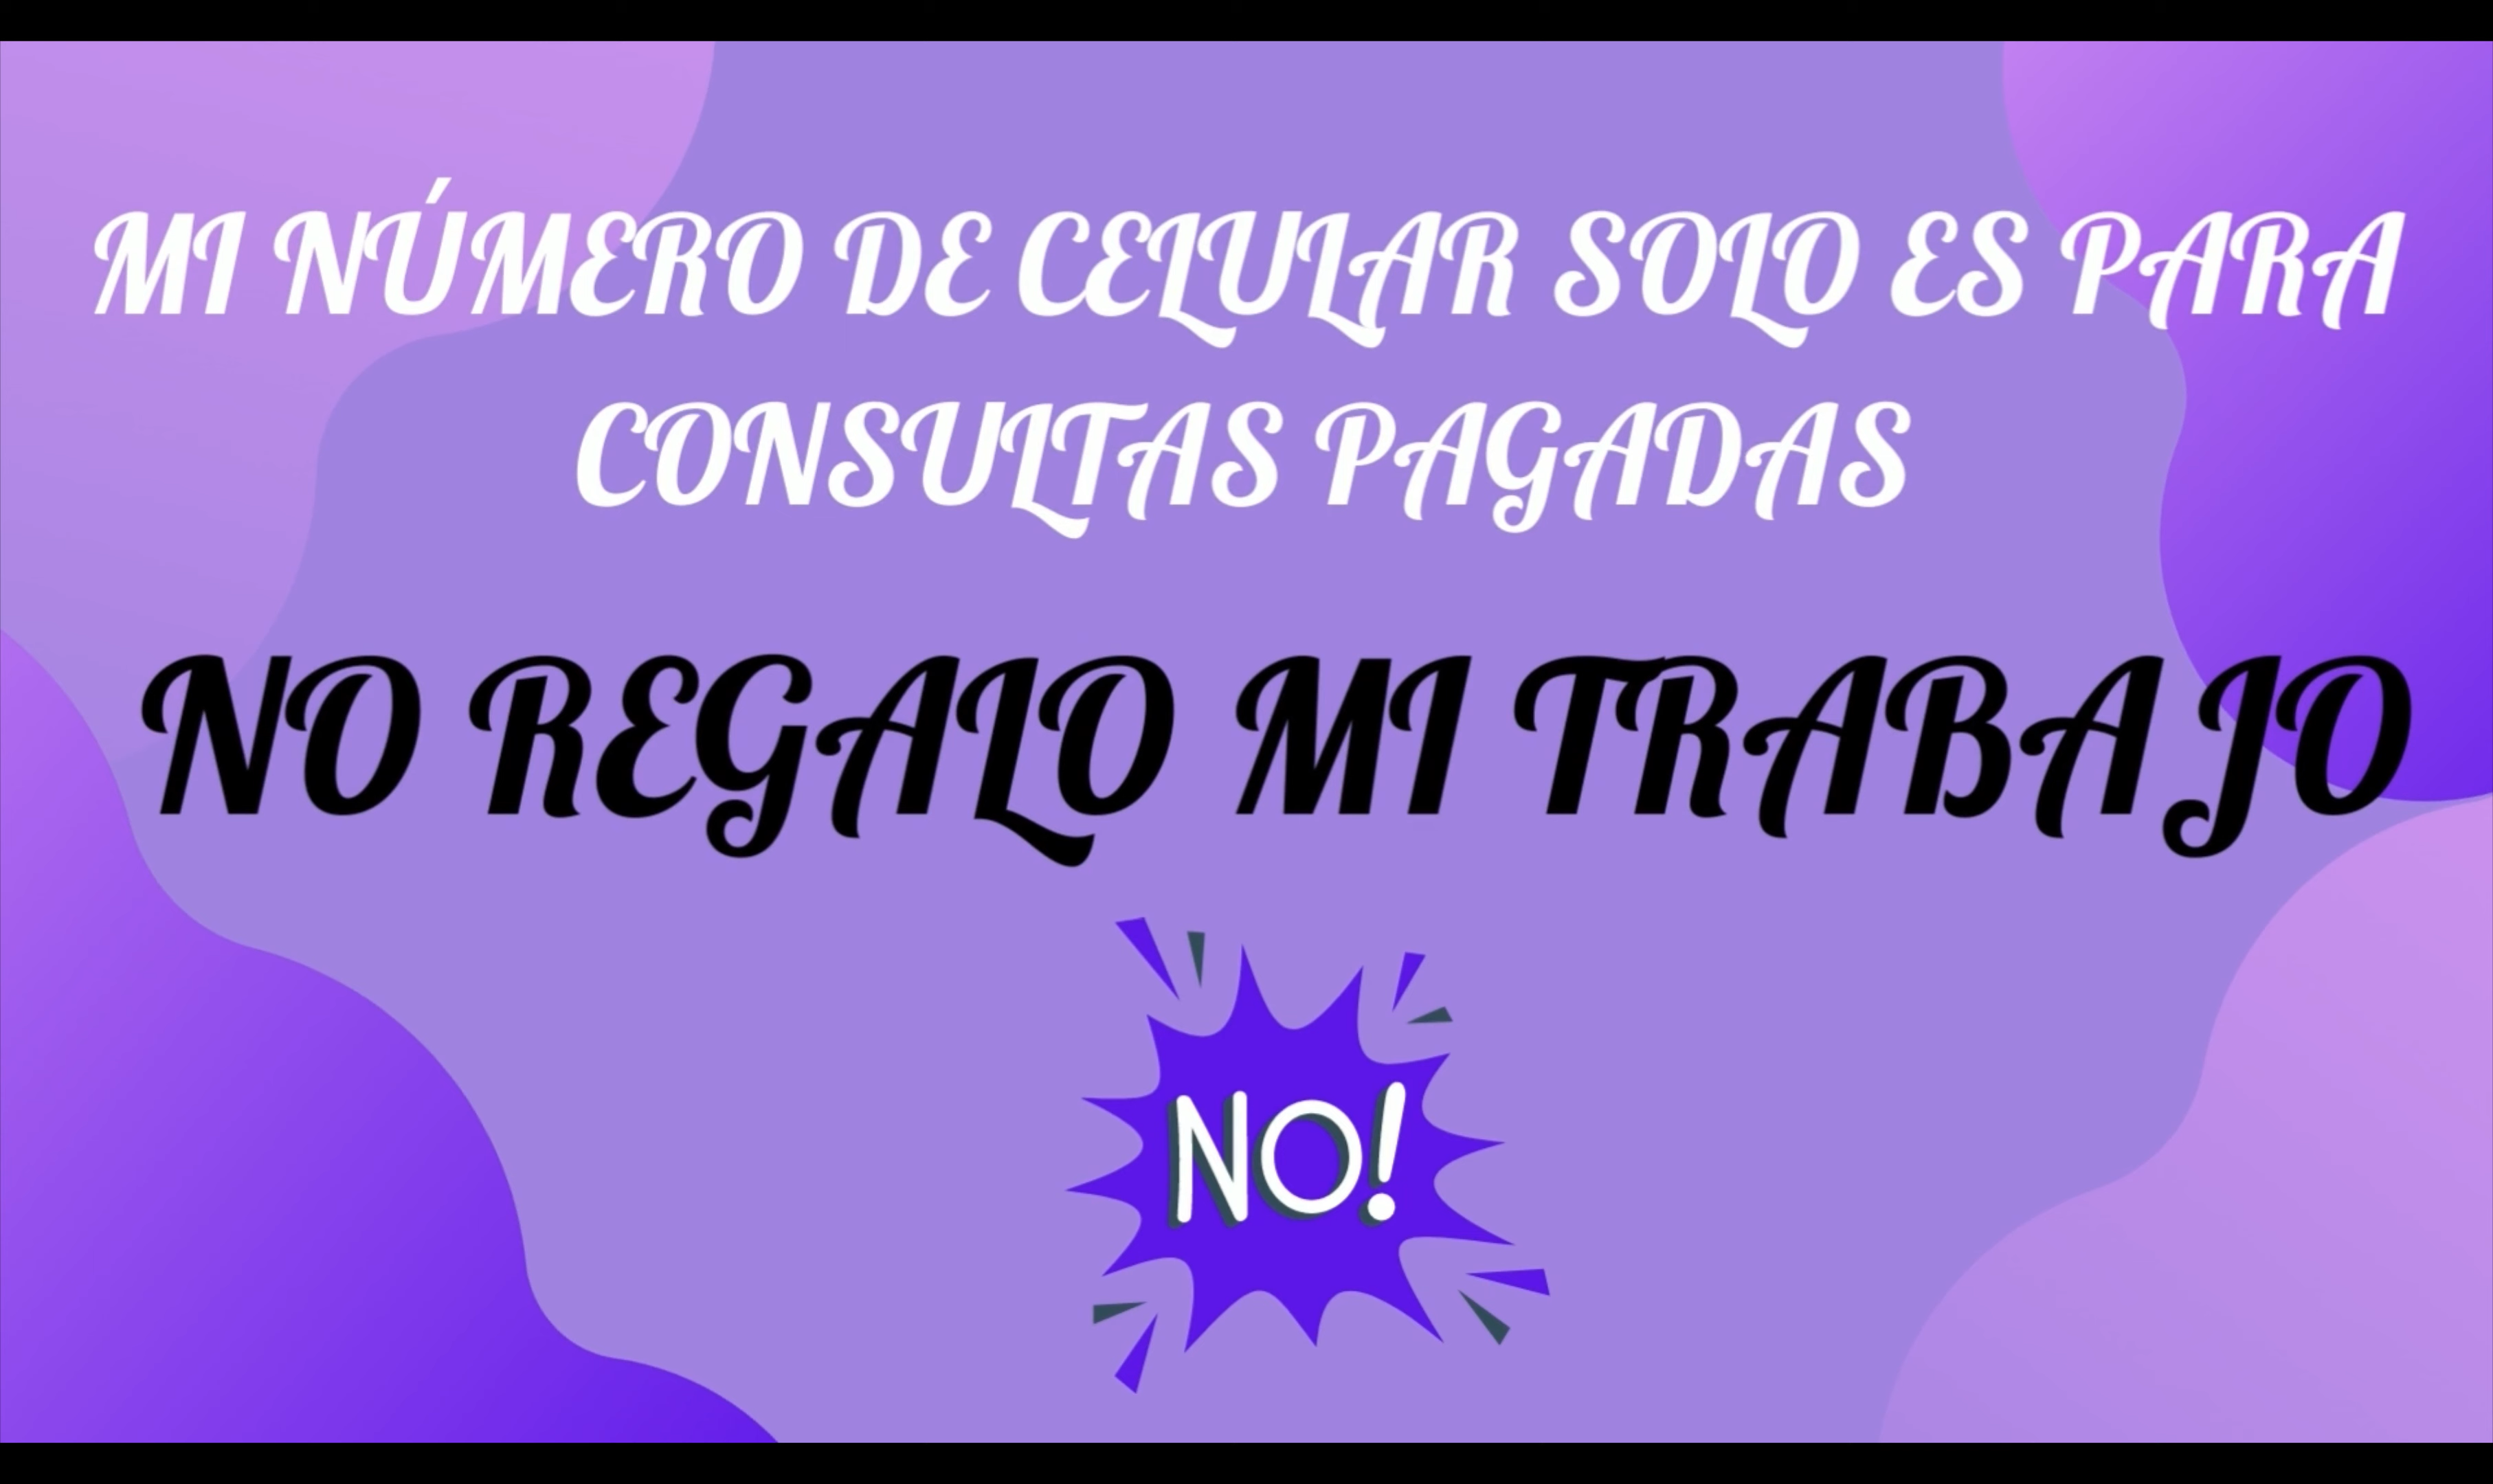 MI NÚMERO DE CELULAR SOLO ES PARA
CONSULTAS PAGADAS
NO REGALO MI TRABAJO
NO!